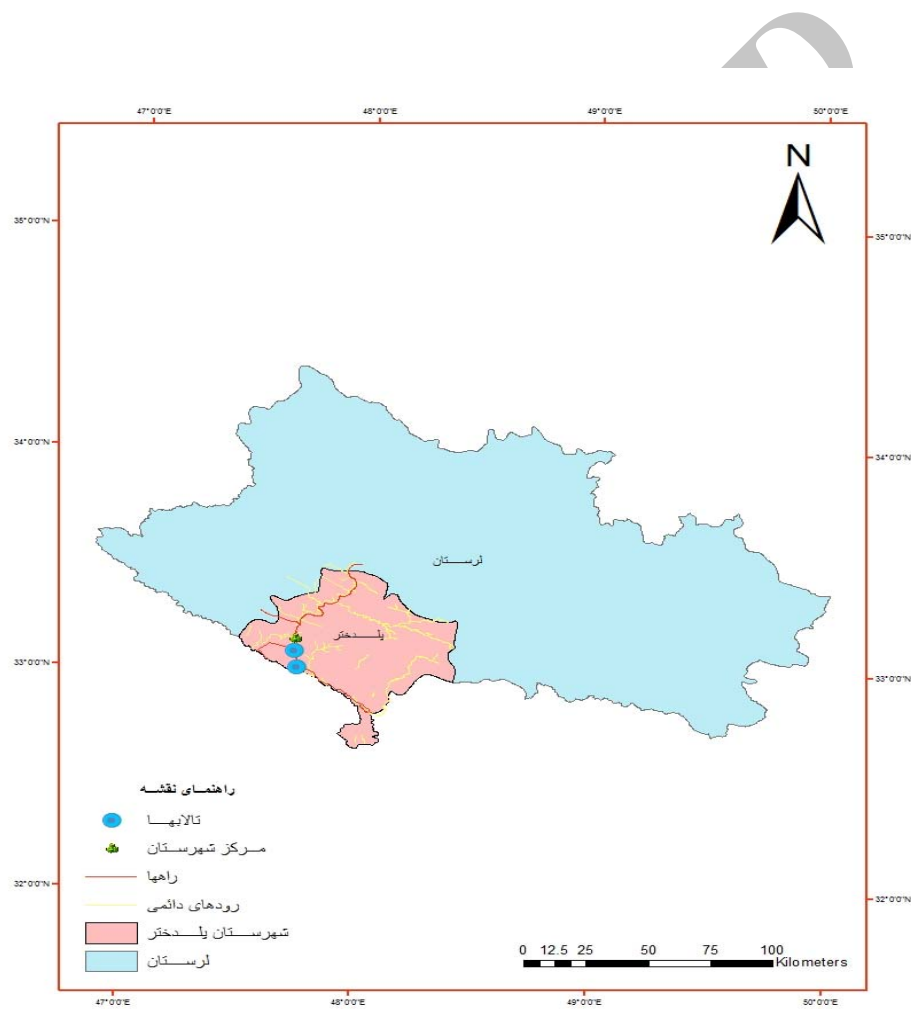 47°0'0"E 48°0'0"E 49°0'0"E 50°0'0"E
N
35°0'0"N 35°0'0"N
34°0'0"N 34°0'0"N
لرستان
پلدختر
33°0'0"N 33°0'0"N
راهنمای نقشه
تالابها
مرکز شهرستان
راهها
رودهای دائمی
شهرستان پلدختر
لرستان
32°0'0"N 32°0'0"N
0 12.5 25 50 75 100
Kilometers
47°0'0"E 48°0'0"E 49°0'0"E 50°0'0"E